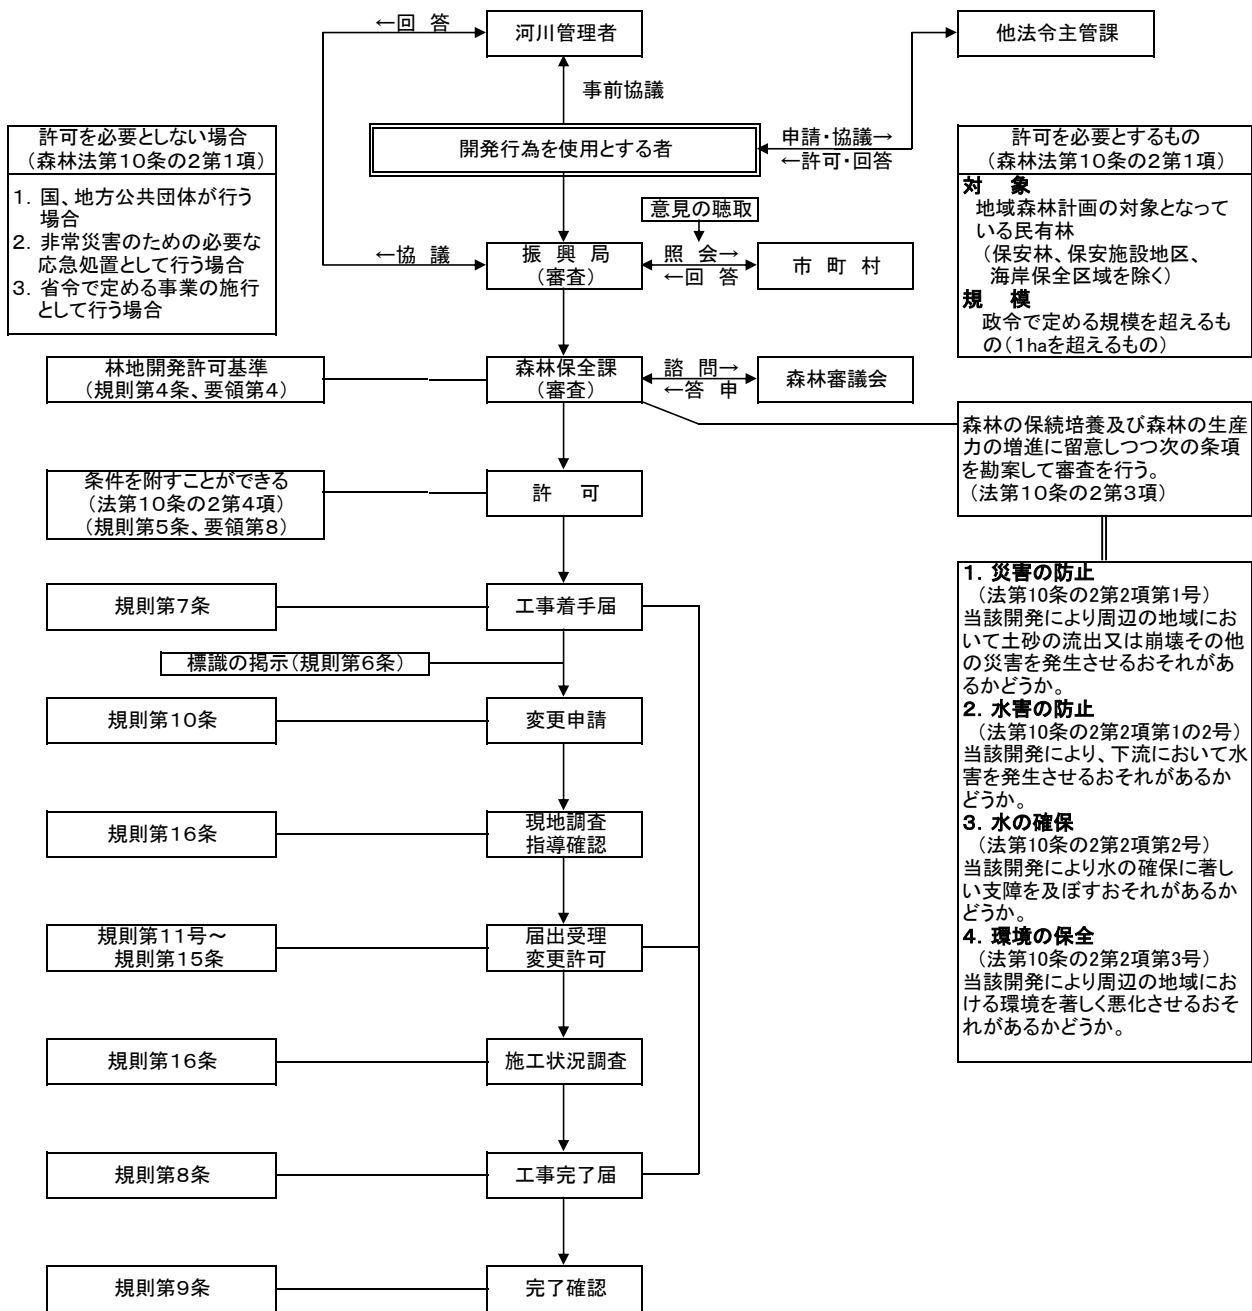 ←回 答
河川管理者
他法令主管課
事前協議
許可を必要としない場合
（森林法第10条の2第1項）
1．国、地方公共団体が行う
場合
2．非常災害のための必要な
応急処置として行う場合
3．省令で定める事業の施行
として行う場合
開発行為を使用とする者
申請・協議→
←許可・回答
許可を必要とするもの
（森林法第10条の2第1項）
対　象
地域森林計画の対象となって
いる民有林
（保安林、保安施設地区、
海岸保全区域を除く）
規　模
政令で定める規模を超えるも
の（1haを超えるもの）
意見の聴取
←協 議
振 興 局
（審査）
照 会→
←回 答
市 町 村
林地開発許可基準
（規則第4条、要領第4）
森林保全課
（審査）
諮 問→
←答 申
森林審議会
森林の保続培養及び森林の生産
力の増進に留意しつつ次の条項
を勘案して審査を行う。
（法第10条の2第3項）
条件を附すことができる
（法第10条の2第4項）
（規則第5条、要領第8）
許 可
1．災害の防止
（法第10条の2第2項第1号）
当該開発により周辺の地域にお
いて土砂の流出又は崩壊その他
の災害を発生させるおそれがあ
るかどうか。
2．水害の防止
（法第10条の2第2項第1の2号）
当該開発により、下流において水
害を発生させるおそれがあるか
どうか。
3．水の確保
（法第10条の2第2項第2号）
当該開発により水の確保に著し
い支障を及ぼすおそれがあるか
どうか。
4．環境の保全
（法第10条の2第2項第3号）
当該開発により周辺の地域にお
ける環境を著しく悪化させるおそ
れがあるかどうか。
規則第7条
工事着手届
標識の掲示（規則第6条）
規則第10条
変更申請
規則第16条
現地調査
指導確認
規則第11号～
規則第15条
届出受理
変更許可
規則第16条
施工状況調査
規則第8条
工事完了届
規則第9条
完了確認